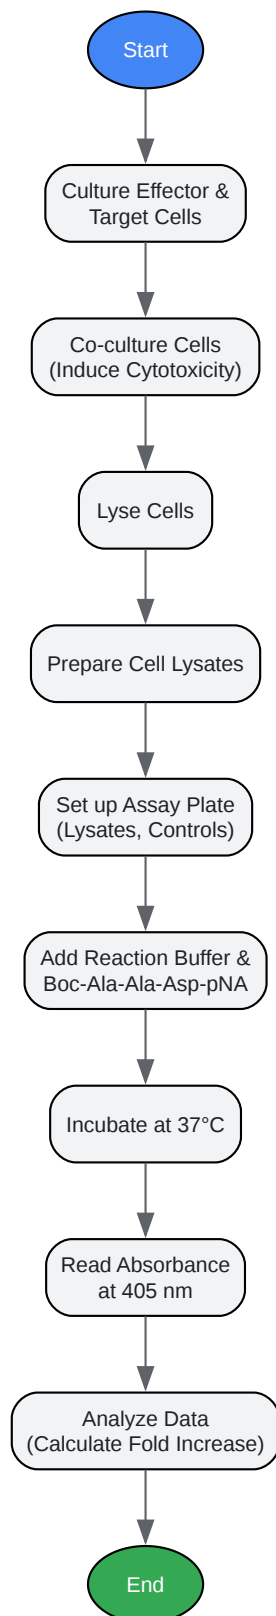 Start
Culture Effector &
Target Cells
Co-culture Cells
(Induce Cytotoxicity)
Lyse Cells
Prepare Cell Lysates
Set up Assay Plate
(Lysates, Controls)
Add Reaction Buffer &
Boc-Ala-Ala-Asp-pNA
Incubate at 37°C
Read Absorbance
at 405 nm
Analyze Data
(Calculate Fold Increase)
End